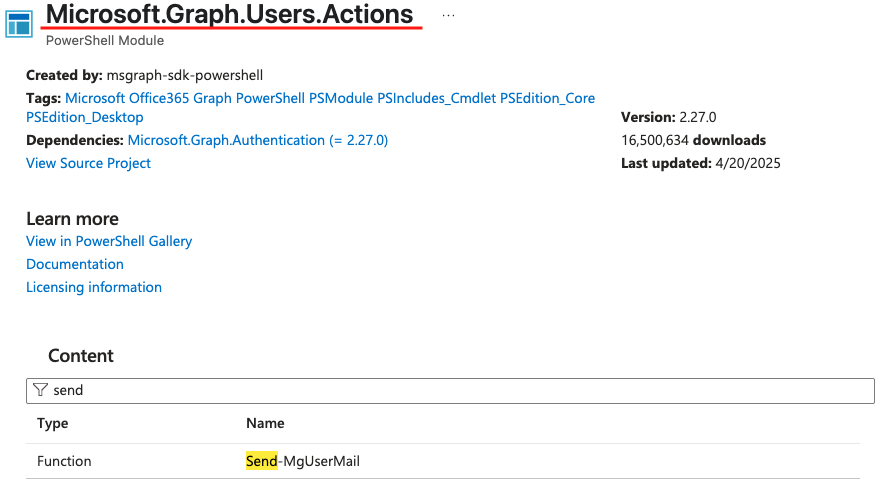 Microsoft.Graph.Users.Actions ...
PowerShell Module
Created by: msgraph-sdk-powershell
Tags: Microsoft Office365 Graph PowerShell PSModule PSIncludes_Cmdlet PSEdition_Core
PSEdition_Desktop
Version: 2.27.0
Dependencies: Microsoft.Graph.Authentication (= 2.27.0)
16,500,634 downloads
View Source Project
Last updated: 4/20/2025
Learn more
View in PowerShell Gallery
Documentation
Licensing information
Content
send
Type Name
Function Send-MgUserMail